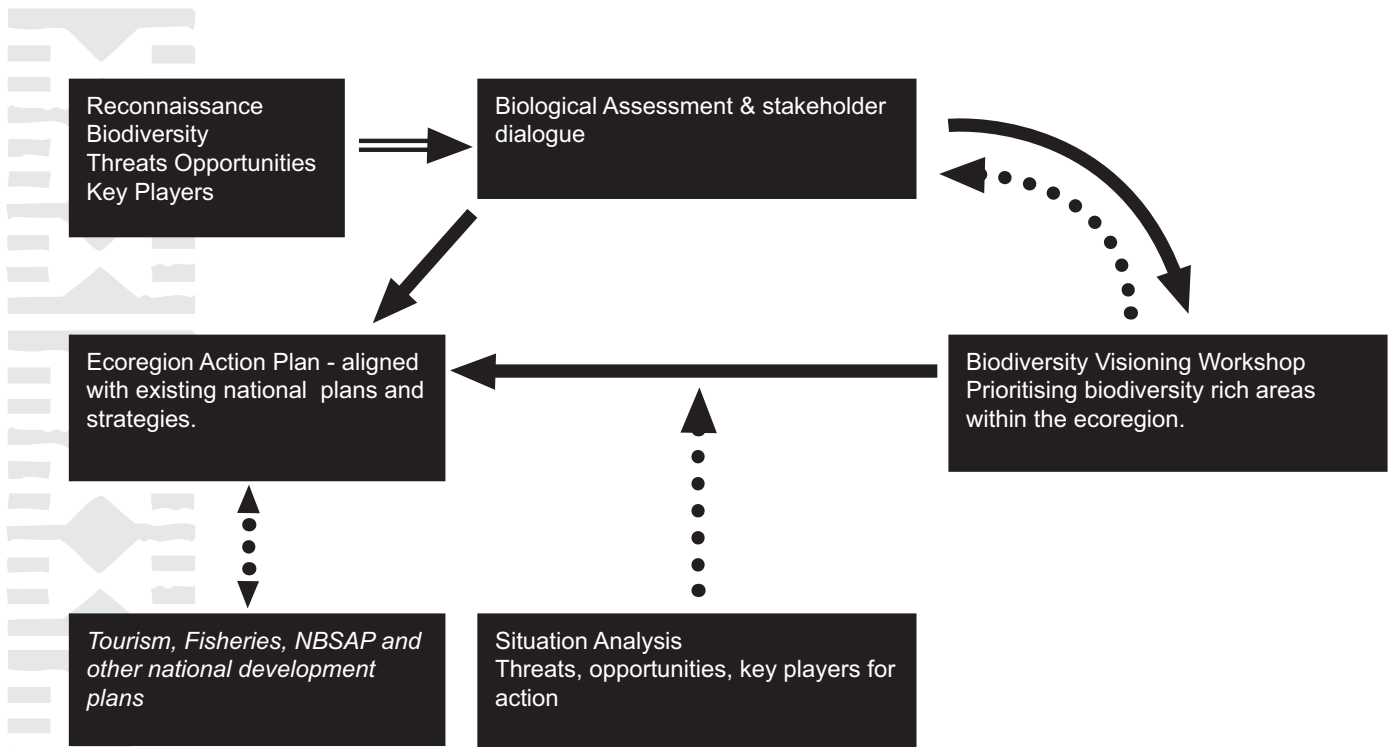 Reconnaissance
Biodiversity
Threats Opportunities
Key Players
Biological Assessment & stakeholder
dialogue
Ecoregion Action Plan - aligned
with existing national plans and
strategies.
Biodiversity Visioning Workshop
Prioritising biodiversity rich areas
within the ecoregion.
Tourism, Fisheries, NBSAP and
other national development
plans
Situation Analysis
Threats, opportunities, key players for
action